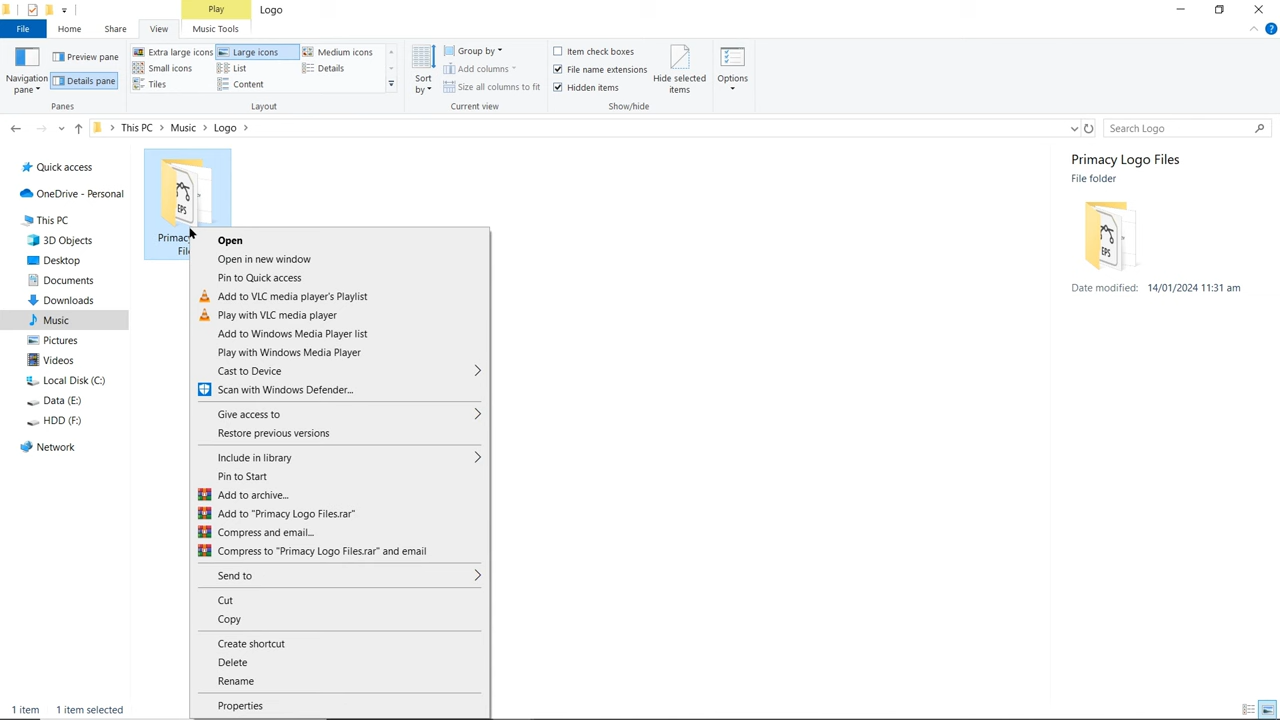 Play
Logo
File Home Share View Music Tools
Navigation pane
Preview pane
Details pane
Panes
Extra large icons Large icons Medium icons
Small icons List Details
Tiles Content
Layout
Sort by
Group by
Add columns
Size all columns to fit
Current view
Item check boxes
File name extensions
Hidden items
Hide selected items
Show/hide
Options
This PC > Music > Logo >
Search Logo
Quick access
OneDrive - Personal
This PC
3D Objects
Desktop
Documents
Downloads
Music
Pictures
Videos
Local Disk (C:)
Data (E:)
HDD (F:)
Network
EPS
Open
Open in new window
Pin to Quick access
Add to VLC media player's Playlist
Play with VLC media player
Add to Windows Media Player list
Play with Windows Media Player
Cast to Device
Scan with Windows Defender...
Give access to
Restore previous versions
Include in library
Pin to Start
Add to archive...
Add to "Primacy Logo Files.rar"
Compress and email...
Compress to "Primacy Logo Files.rar" and email
Send to
Cut
Copy
Create shortcut
Delete
Rename
Properties
Primacy Logo Files
File folder
EPS
Date modified: 14/01/2024 11:31 am
1 item 1 item selected